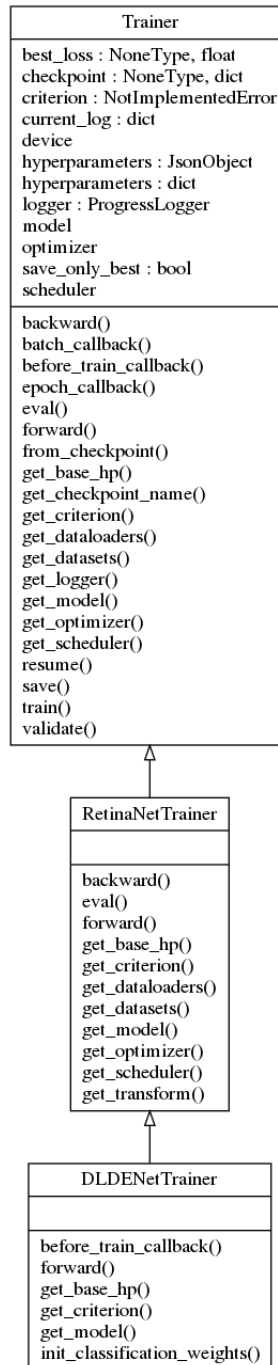 Trainer
best_loss : NoneType, float
checkpoint : NoneType, dict
criterion : NotImplementedError
current_log : dict
device
hyperparameters : JsonObject
hyperparameters : dict
logger : ProgressLogger
model
optimizer
save_only_best : bool
scheduler
backward()
batch_callback()
before_train_callback()
epoch_callback()
eval()
forward()
from_checkpoint()
get_base_hp()
get_checkpoint_name()
get_criterion()
get_dataloaders()
get_datasets()
get_logger()
get_model()
get_optimizer()
get_scheduler()
resume()
save()
train()
validate()
RetinaNetTrainer
backward()
eval()
forward()
get_base_hp()
get_criterion()
get_dataloaders()
get_datasets()
get_model()
get_optimizer()
get_scheduler()
get_transform()
DLDENetTrainer
before_train_callback()
forward()
get_base_hp()
get_criterion()
get_model()
init_classification_weights()